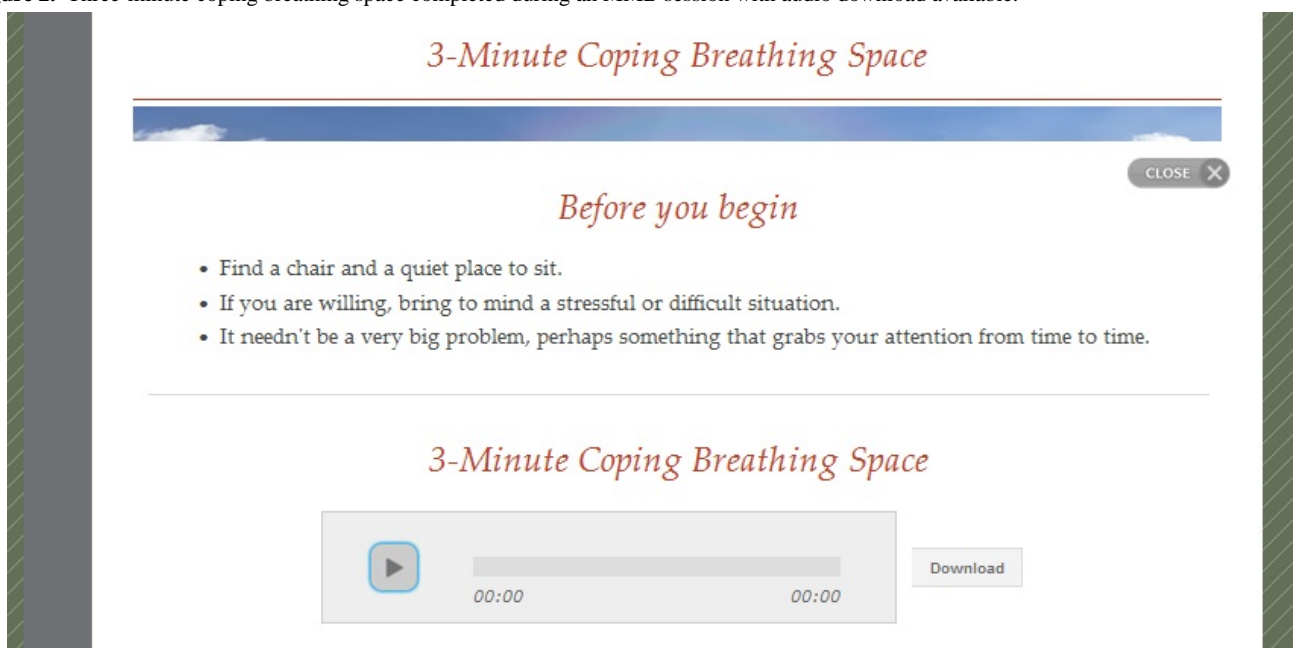 3-Minute Coping Breathing Space
CLOSE
Before you begin
• Find a chair and a quiet place to sit.
• If you are willing, bring to mind a stressful or difficult situation.
• It needn't be a very big problem, perhaps something that grabs your attention from time to time.
3-Minute Coping Breathing Space
Download
00:00 00:00